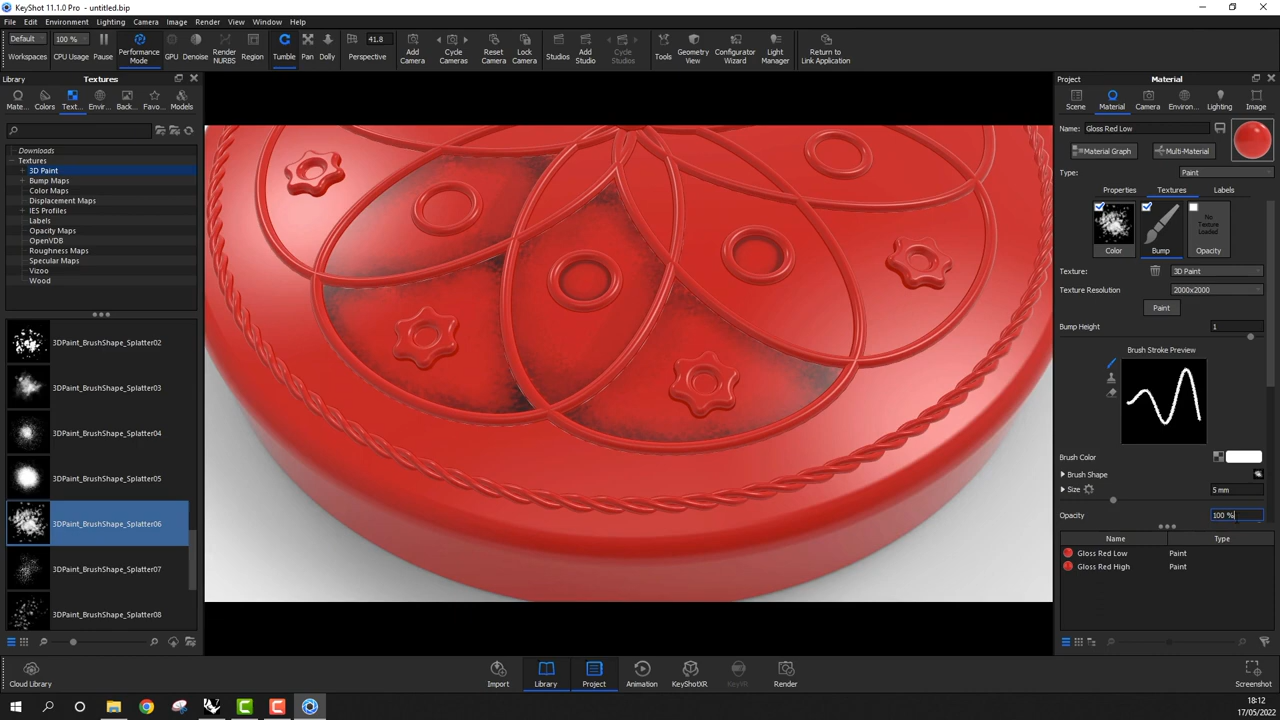 KeyShot 11.1.0 Pro - untitled.bip
File Edit Environment Lighting Camera Image Render View Window Help
Default 100 % 41.8
Workspaces CPU Usage Pause Performance Mode GPU Denoise Render NURBS Region Tumble Pan Dolly Perspective Add Camera Cycle Cameras Reset Camera Lock Camera Studios Add Studio Cycle Studios Tools Geometry View Configurator Wizard Light Manager Return to Link Application
Library Textures
Mate... Colors Text... Envir... Back... Favo... Models
Downloads
Textures
3D Paint
Bump Maps
Color Maps
Displacement Maps
IES Profiles
Labels
Opacity Maps
OpenVDB
Roughness Maps
Specular Maps
Vizoo
Wood
3DPaint_BrushShape_Splatter02
3DPaint_BrushShape_Splatter03
3DPaint_BrushShape_Splatter04
3DPaint_BrushShape_Splatter05
3DPaint_BrushShape_Splatter06
3DPaint_BrushShape_Splatter07
3DPaint_BrushShape_Splatter08
Project Material
Scene Material Camera Environ... Lighting Image
Name: Gloss Red Low
Material Graph Multi-Material
Type: Paint
Properties Textures Labels
No Texture Loaded
Color Bump Opacity
Texture: 3D Paint
Texture Resolution 2000x2000
Paint
Bump Height 1
Brush Stroke Preview
Brush Color
Brush Shape
Size 5 mm
Opacity 100 %
Name Type
Gloss Red Low Paint
Gloss Red High Paint
Cloud Library Import Library Project Animation KeyShotXR KeyVR Render Screenshot
18:12
17/05/2022